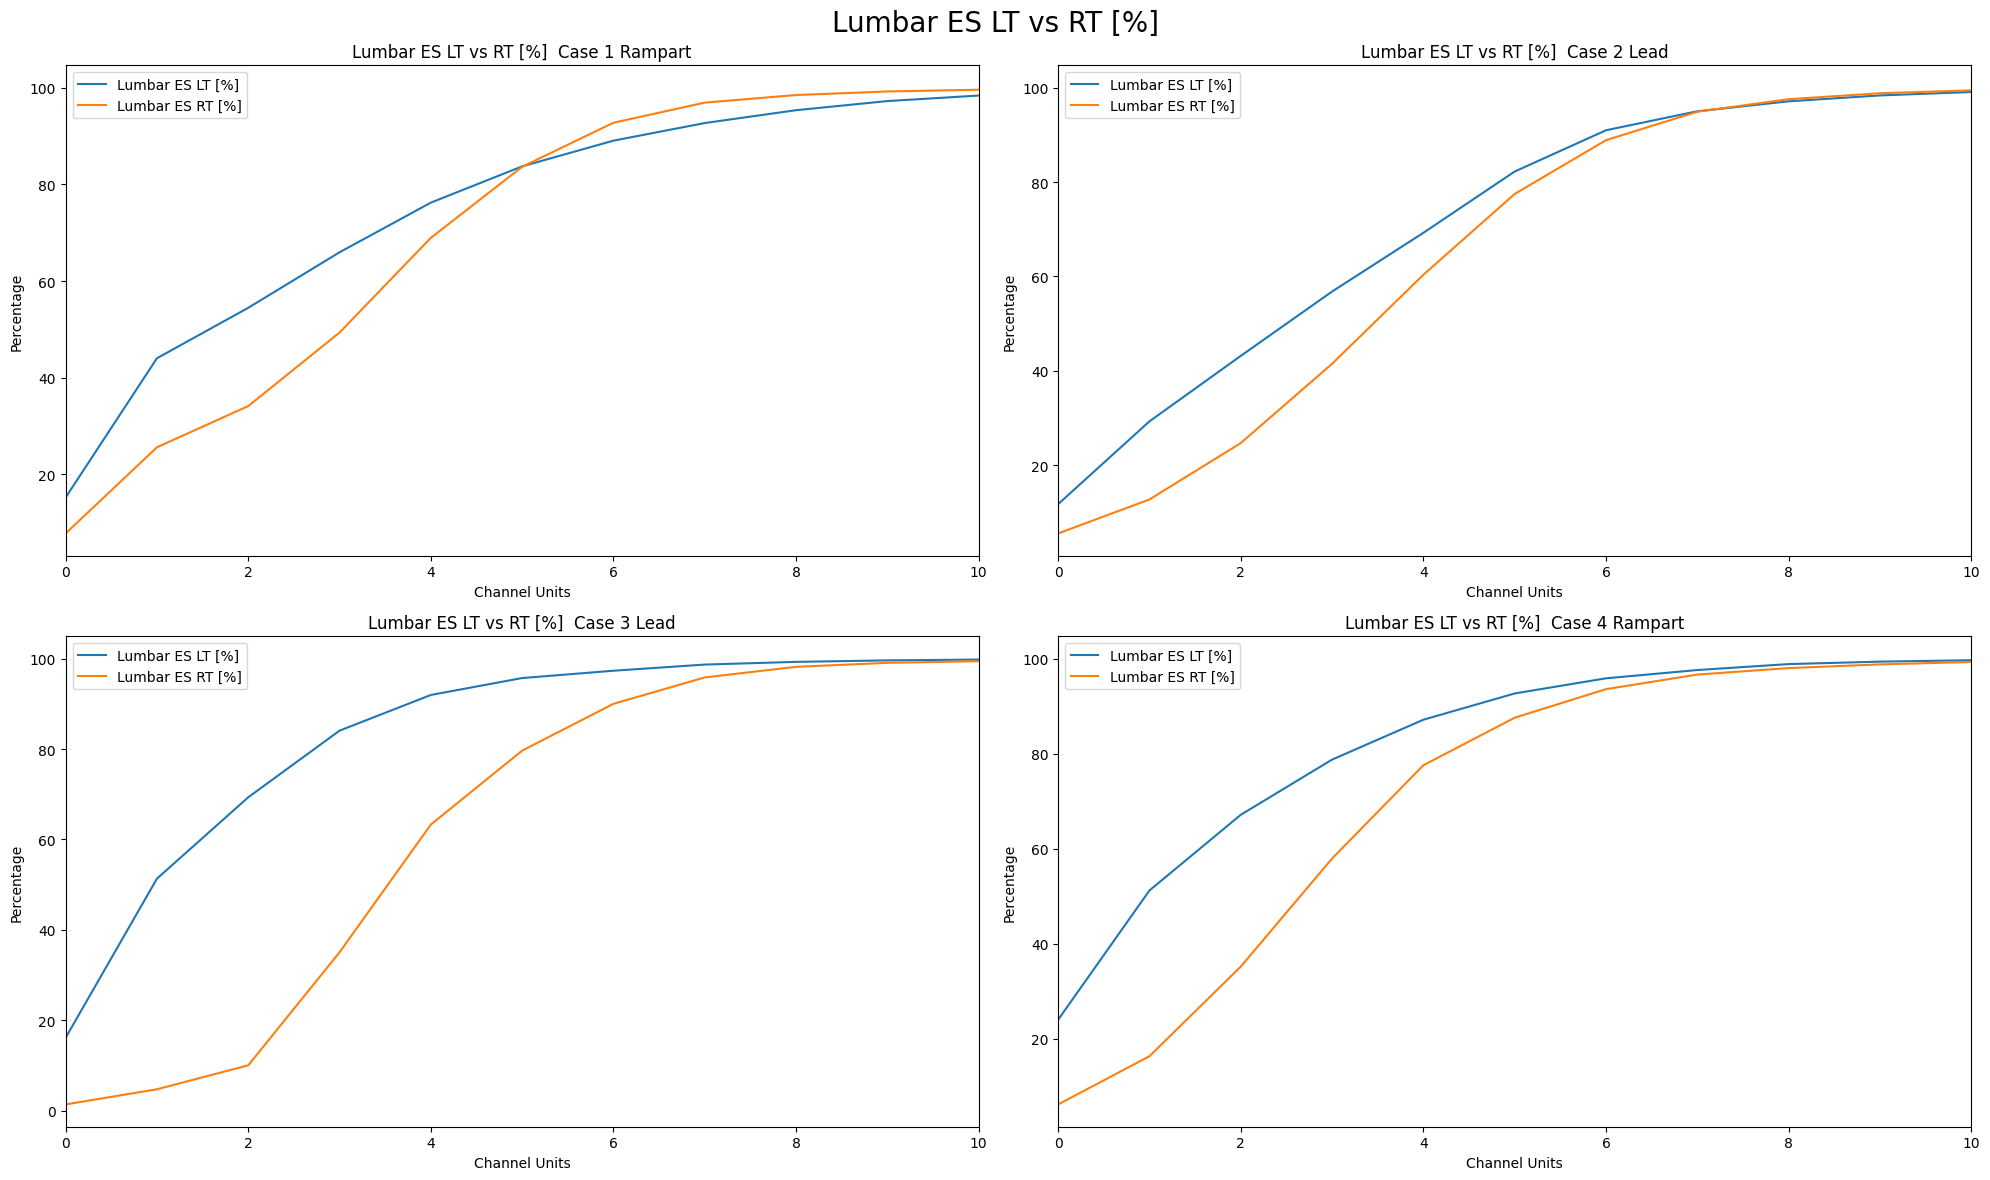 Lumbar ES LT vs RT [%]
Lumbar ES LT vs RT [%]  Case 1 Rampart
Lumbar ES LT [%]
Lumbar ES RT [%]
Percentage
100
80
60
40
20
0 2 4 6 8 10
Channel Units
Lumbar ES LT vs RT [%]  Case 2 Lead
Lumbar ES LT [%]
Lumbar ES RT [%]
Percentage
100
80
60
40
20
0 2 4 6 8 10
Channel Units
Lumbar ES LT vs RT [%]  Case 3 Lead
Lumbar ES LT [%]
Lumbar ES RT [%]
Percentage
100
80
60
40
20
0
0 2 4 6 8 10
Channel Units
Lumbar ES LT vs RT [%]  Case 4 Rampart
Lumbar ES LT [%]
Lumbar ES RT [%]
Percentage
100
80
60
40
20
0 2 4 6 8 10
Channel Units